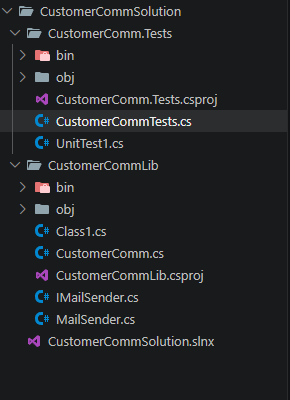 CustomerCommSolution
CustomerComm.Tests
bin
obj
CustomerComm.Tests.csproj
CustomerCommTests.cs
UnitTest1.cs
CustomerCommLib
bin
obj
Class1.cs
CustomerComm.cs
CustomerCommLib.csproj
IMailSender.cs
MailSender.cs
CustomerCommSolution.slnx